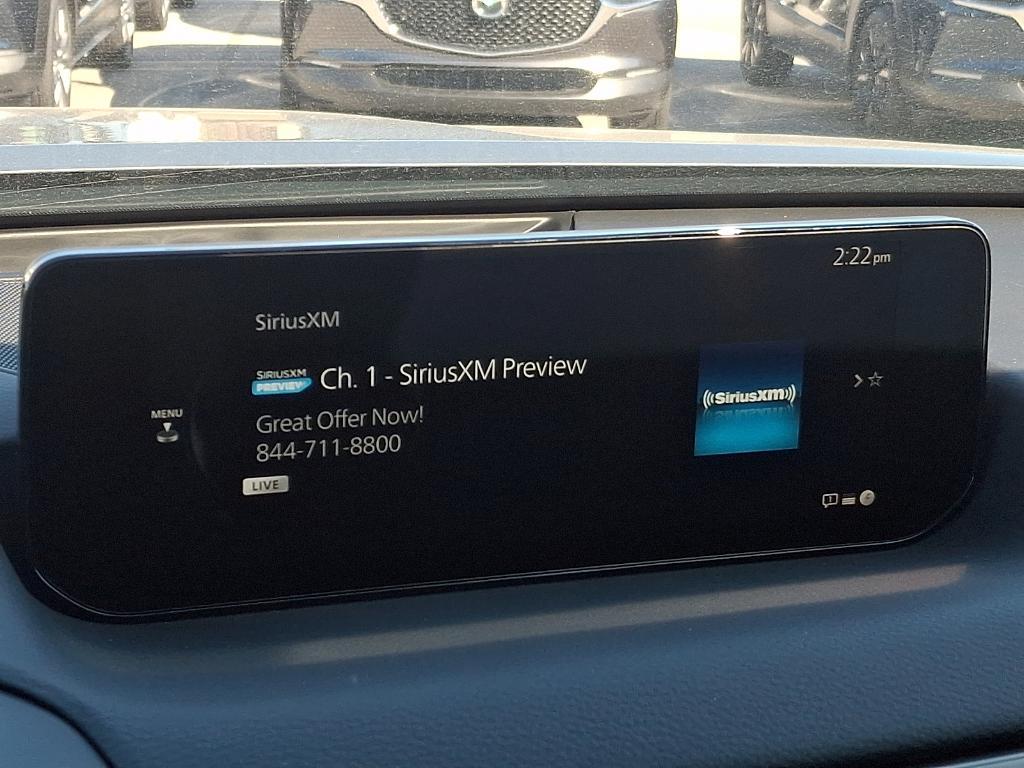 2:22pm
SiriusXM
SIRIUSXM
PREVIEW
Ch. 1 - SiriusXM Preview
((SiriusXM))
MENU
Great Offer Now!
844-711-8800
LIVE